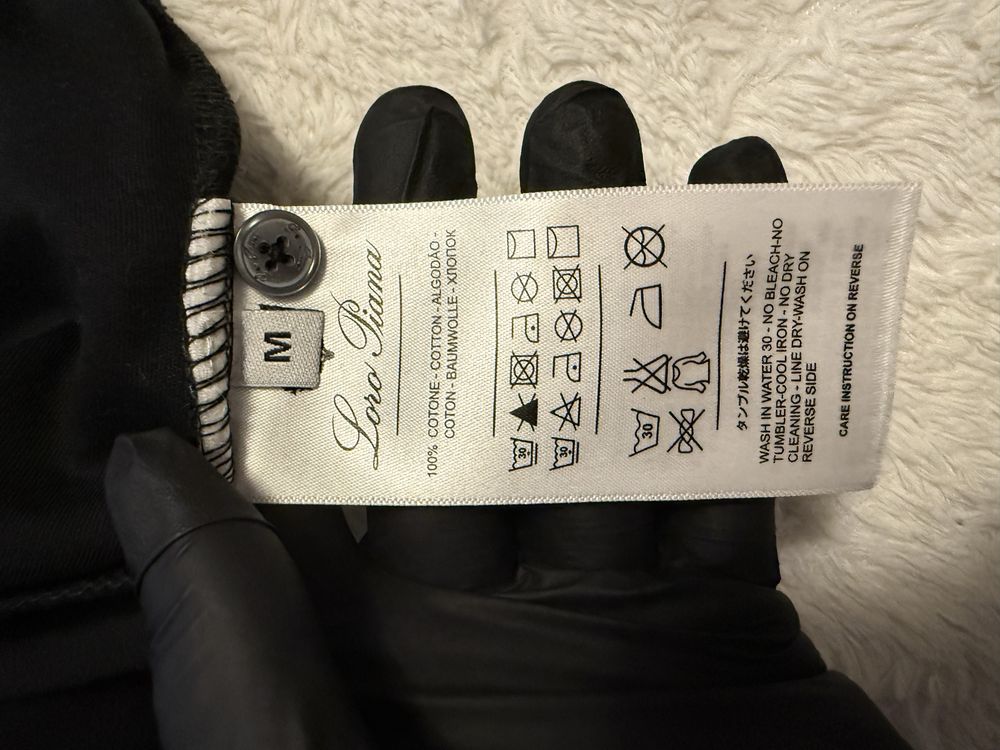 M
Loro Piana
100% COTONE - COTTON - ALGODÃO -
COTON - BAUMWOLLE - ХЛОПОК
30
30
30
タンブル乾燥は避けてください
WASH IN WATER 30 - NO BLEACH-NO
TUMBLER-COOL IRON - NO DRY
CLEANING - LINE DRY-WASH ON
REVERSE SIDE
CARE INSTRUCTION ON REVERSE